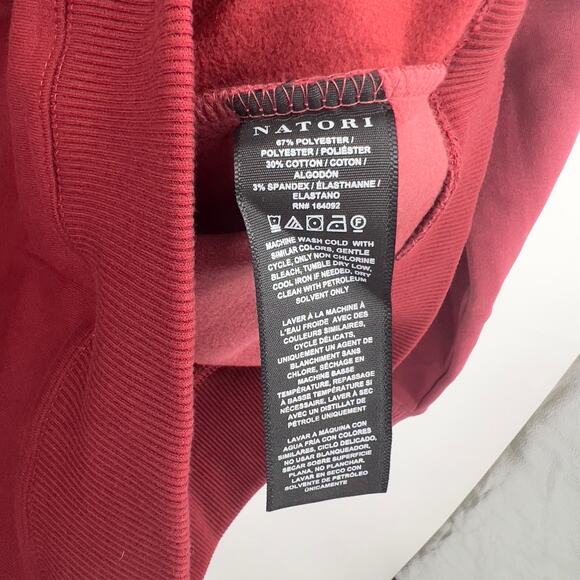 NATORI
67% POLYESTER /
POLYESTER / POLIÉSTER
30% COTTON / COTON /
ALGODÓN
3% SPANDEX / ÉLASTHANNE /
ELASTANO
RN# 164092
MACHINE WASH COLD WITH
SIMILAR COLORS, GENTLE
CYCLE, ONLY NON CHLORINE
BLEACH, TUMBLE DRY LOW,
COOL IRON IF NEEDED, DRY
CLEAN WITH PETROLEUM
SOLVENT ONLY
LAVER À LA MACHINE À
L'EAU FROIDE AVEC DES
COULEURS SIMILAIRES,
CYCLE DÉLICATS,
UNIQUEMENT UN AGENT DE
BLANCHIMENT SANS
CHLORE, SÉCHAGE EN
MACHINE BASSE
TEMPÉRATURE, REPASSAGE
À BASSE TEMPÉRATURE SI
NÉCESSAIRE, LAVER À SEC
AVEC UN DISTILLAT DE
PÉTROLE UNIQUEMENT
LAVAR A MÁQUINA CON
AGUA FRÍA CON COLORES
SIMILARES, CICLO DELICADO,
NO USAR BLANQUEADOR,
SECAR SOBRE SUPERFICIE
PLANA, NO PLANCHAR,
LAVAR EN SECO CON
SOLVENTE DE PETRÓLEO
ÚNICAMENTE